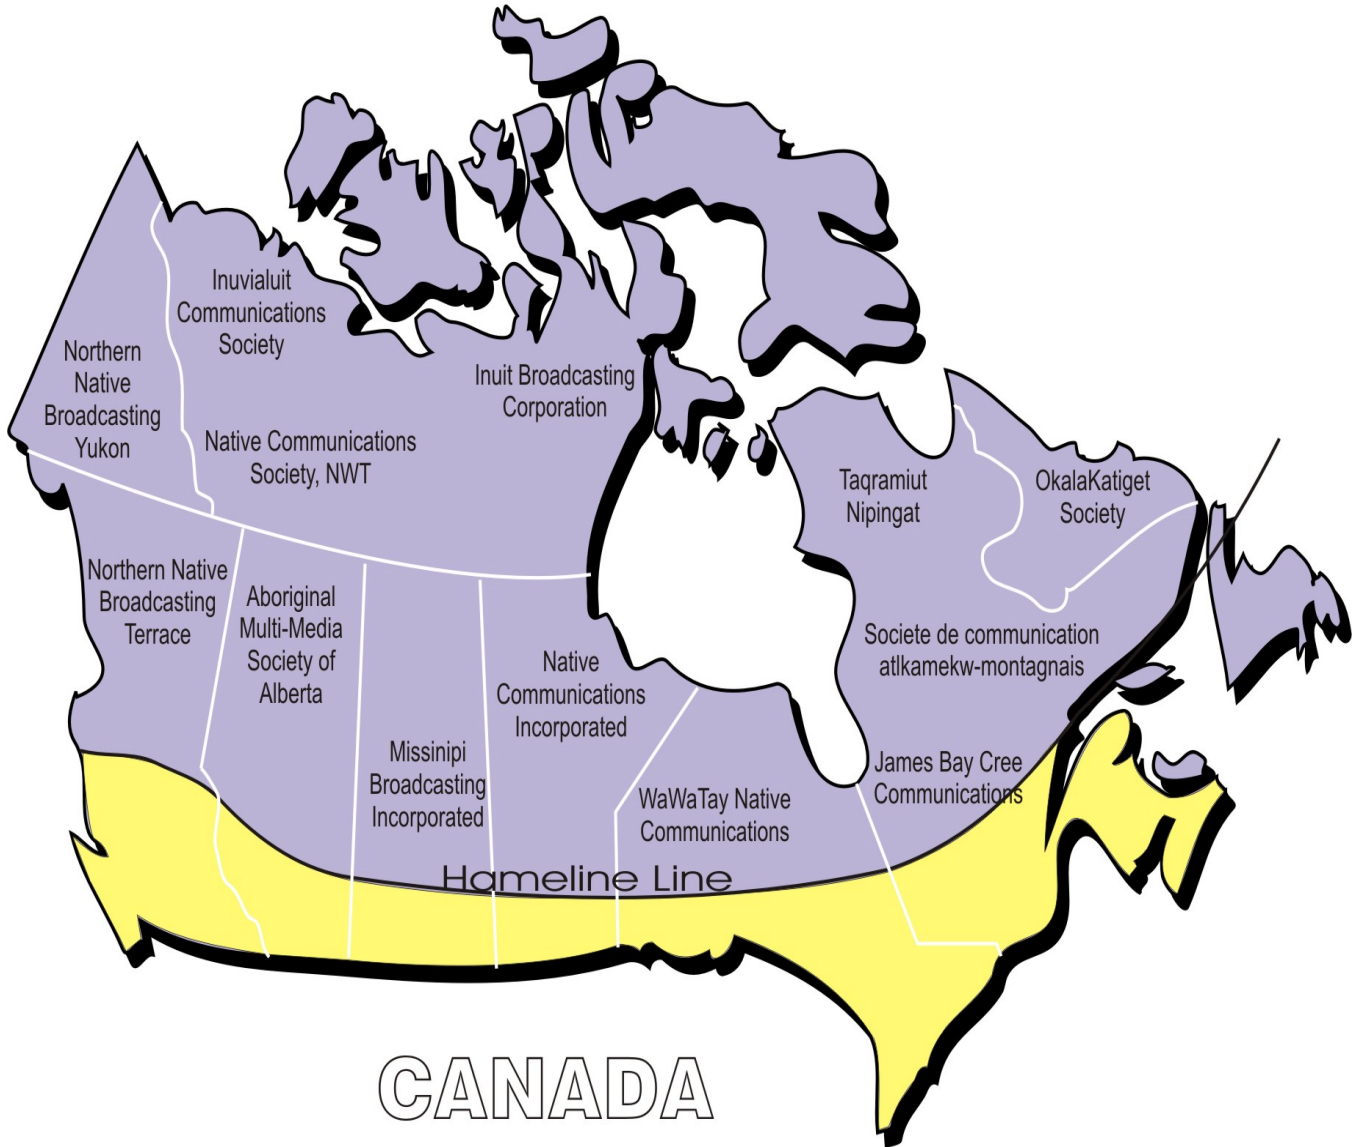 Inuvialuit
Communications
Society
Northern
Native
Broadcasting
Yukon
Inuit Broadcasting
Corporation
Native Communications
Society, NWT
Taqramiut
Nipingat
OkalaKatiget
Society
Northern Native
Broadcasting
Terrace
Aboriginal
Multi-Media
Society of
Alberta
Native
Communications
Incorporated
Societe de communication
atlkamekw-montagnais
Missinipi
Broadcasting
Incorporated
WaWaTay Native
Communications
James Bay Cree
Communications
Hameline Line
CANADA